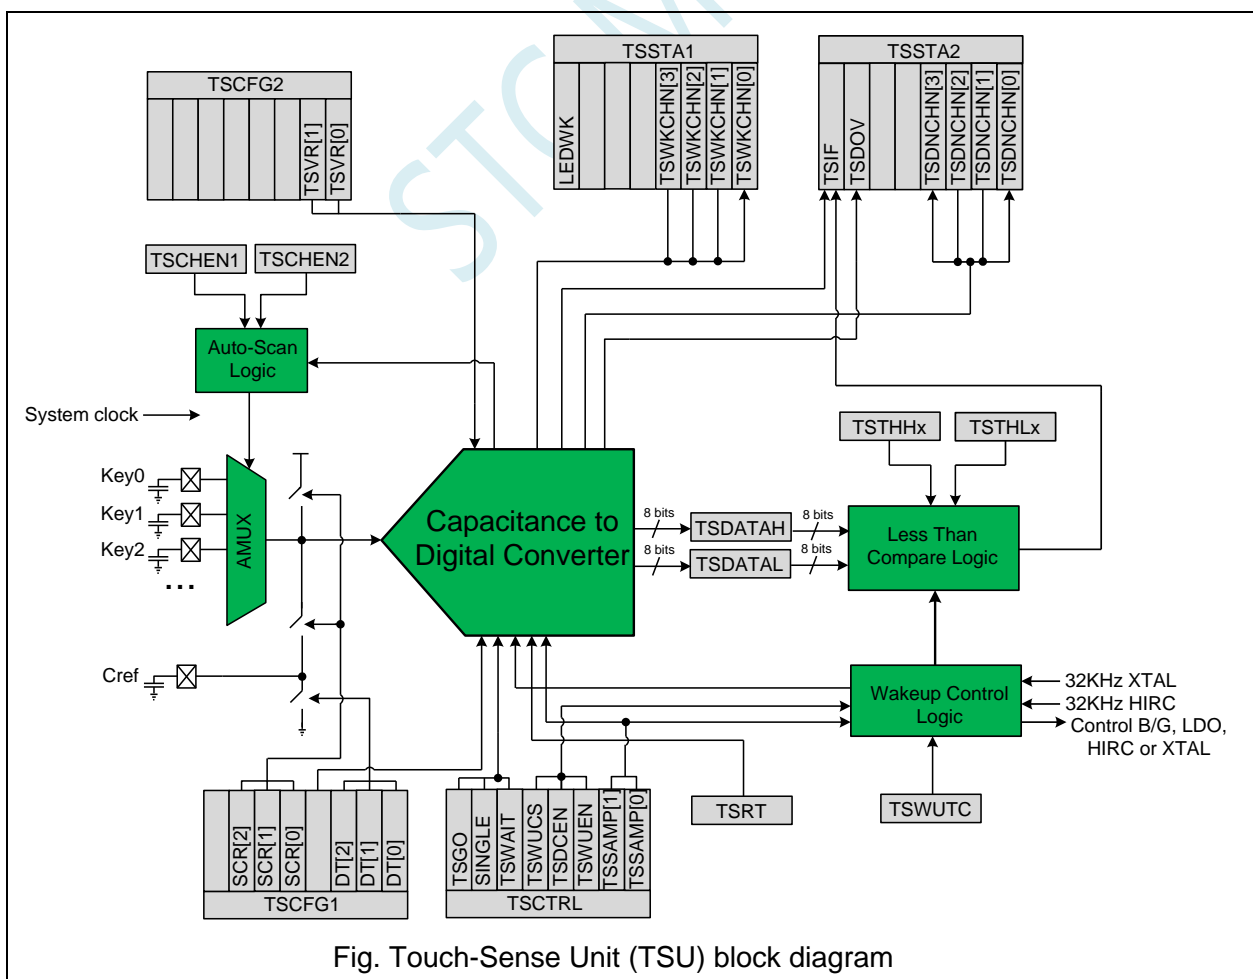 STC M
TSCFG2
TSVR[1]
TSVR[0]
TSSTA1
LEDWK
TSWKCHN[3]
TSWKCHN[2]
TSWKCHN[1]
TSWKCHN[0]
TSSTA2
TSIF
TSDOV
TSDNCHN[3]
TSDNCHN[2]
TSDNCHN[1]
TSDNCHN[0]
TSCHEN1
TSCHEN2
Auto-Scan
Logic
System clock
Key0
Key1
Key2
...
AMUX
Cref
Capacitance to
Digital Converter
8 bits
8 bits
TSDATAH
TSDATAL
8 bits
8 bits
TSTHHx
TSTHLx
Less Than
Compare Logic
Wakeup Control
Logic
32KHz XTAL
32KHz HIRC
Control B/G, LDO,
HIRC or XTAL
TSWUTC
TSRT
SCR[2]
SCR[1]
SCR[0]
DT[2]
DT[1]
DT[0]
TSCFG1
TSGO
SINGLE
TSWAIT
TSWUCS
TSDCEN
TSWUEN
TSSAMP[1]
TSSAMP[0]
TSCTRL
Fig. Touch-Sense Unit (TSU) block diagram